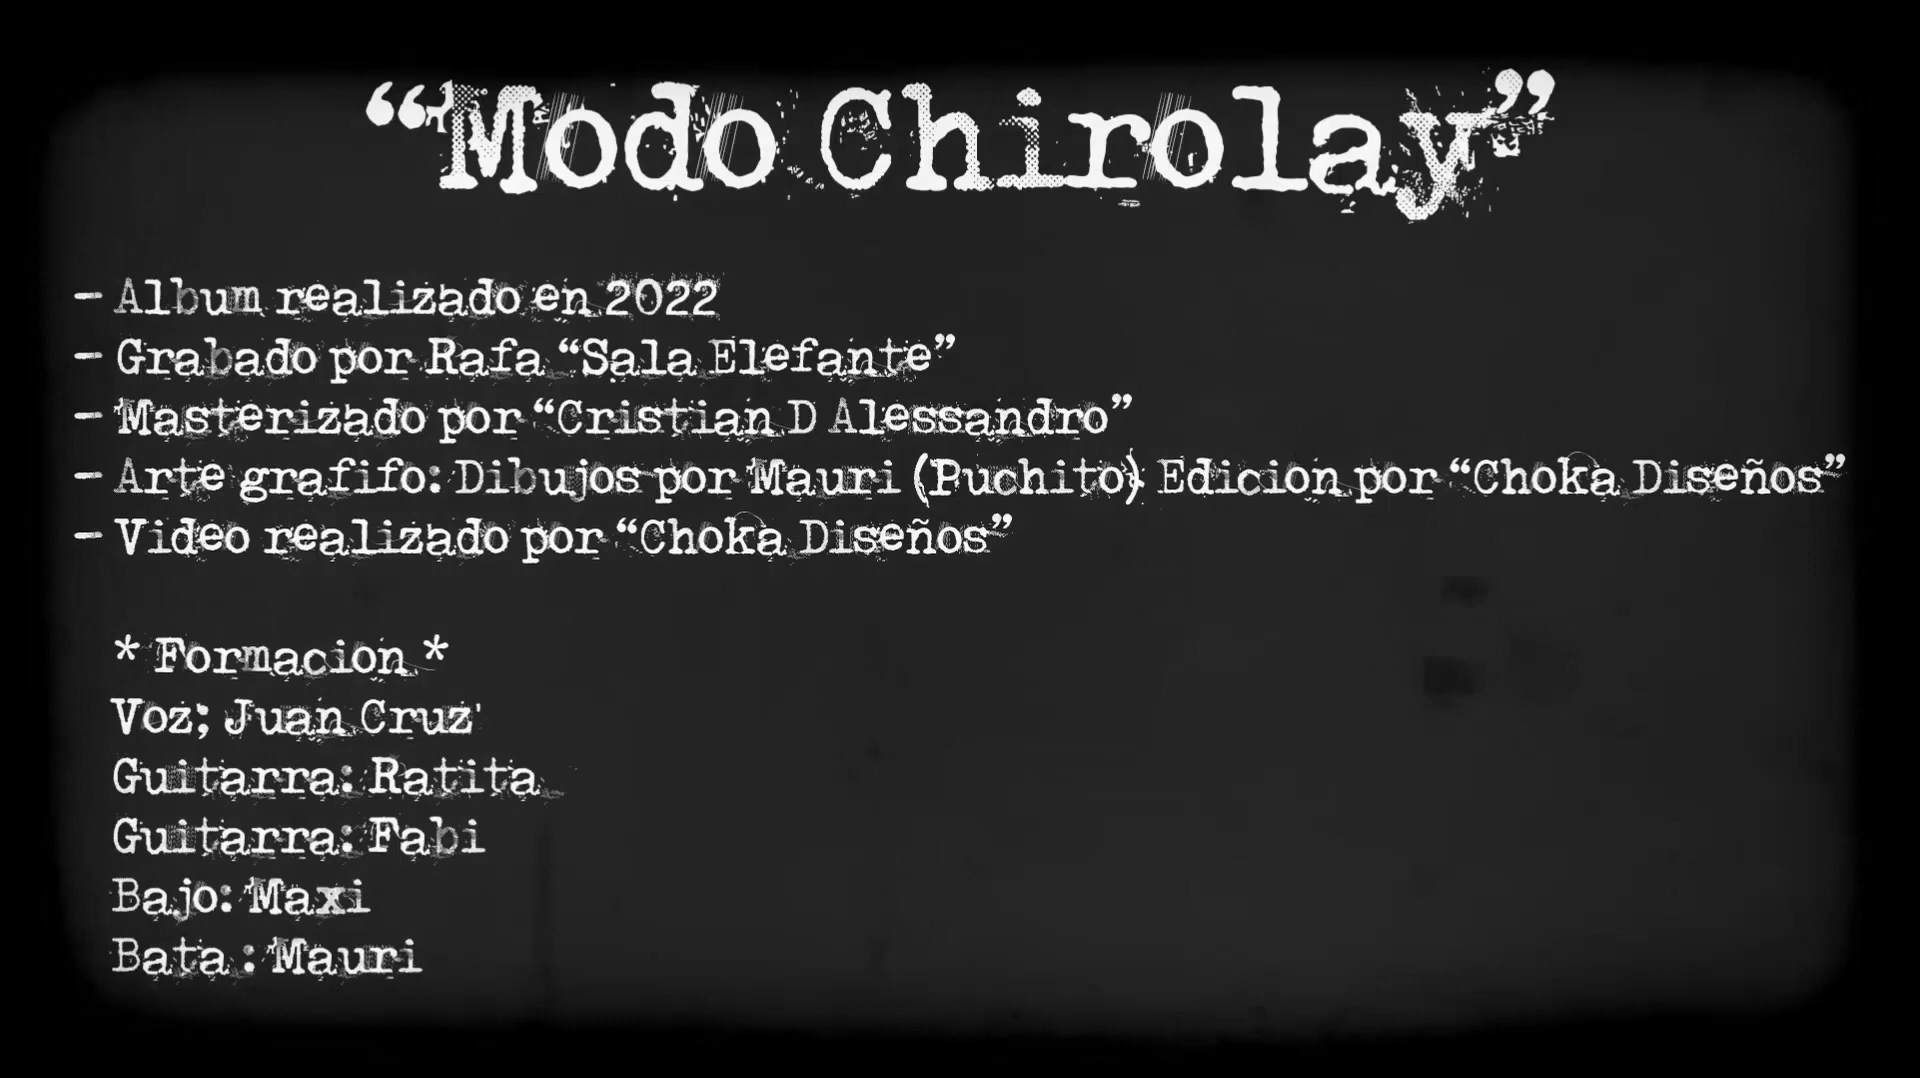 “Modo Chirolay”
- Album realizado en 2022
- Grabado por Rafa “Sala Elefante”
- Masterizado por “Cristian D Alessandro”
- Arte grafifo: Dibujos por Mauri (Puchito) Edicion por “Choka Diseños”
- Video realizado por “Choka Diseños”
* Formacion *
Voz; Juan Cruz
Guitarra: Ratita
Guitarra: Fabi
Bajo: Maxi
Bata : Mauri